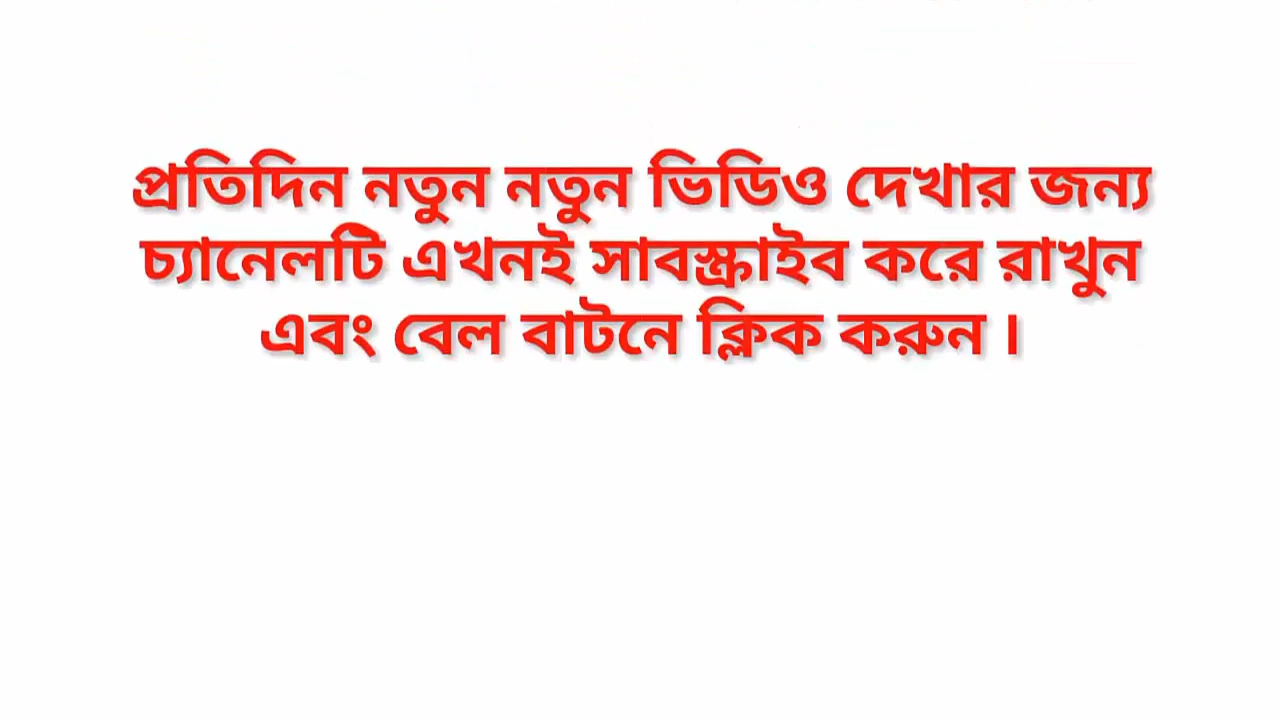 প্রতিদিন নতুন নতুন ভিডিও দেখার জন্য
চ্যানেলটি এখনই সাবস্ক্রাইব করে রাখুন
এবং বেল বাটনে ক্লিক করুন ।